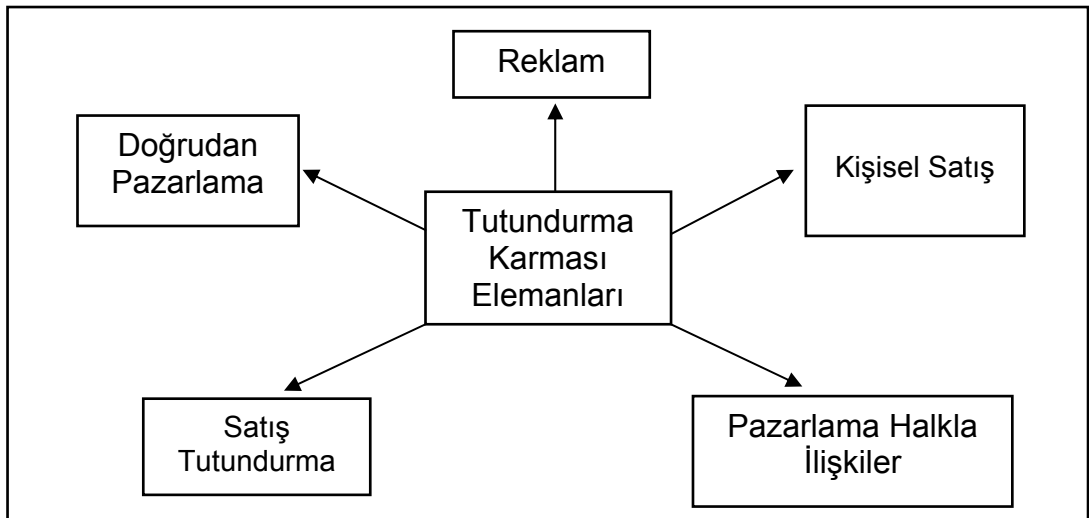 Reklam
Doğrudan
Pazarlama
Kişisel Satış
Tutundurma
Karması
Elemanları
Satış
Tutundurma
Pazarlama Halkla
İlişkiler